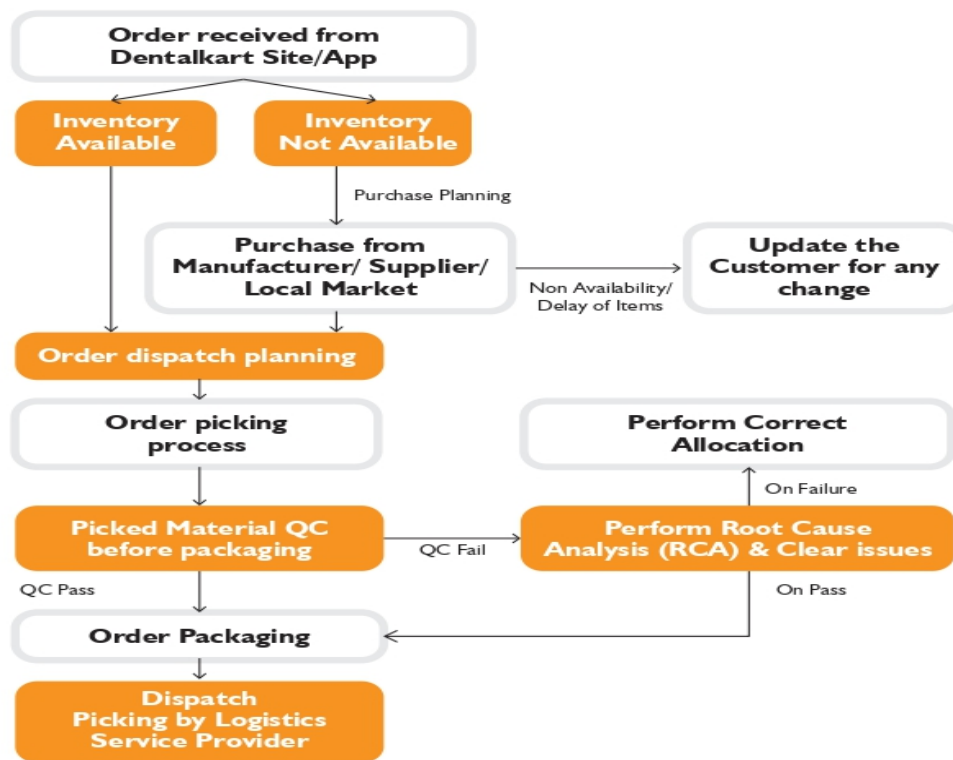 Order received from
Dentalkart Site/App
Inventory
Available
Inventory
Not Available
Purchase Planning
Purchase from
Manufacturer/ Supplier/
Local Market
Non Availability/
Delay of Items
Update the
Customer for any
change
Order dispatch planning
Order picking
process
Perform Correct
Allocation
On Failure
Picked Material QC
before packaging
QC Fail
Perform Root Cause
Analysis (RCA) & Clear issues
QC Pass
On Pass
Order Packaging
Dispatch
Picking by Logistics
Service Provider